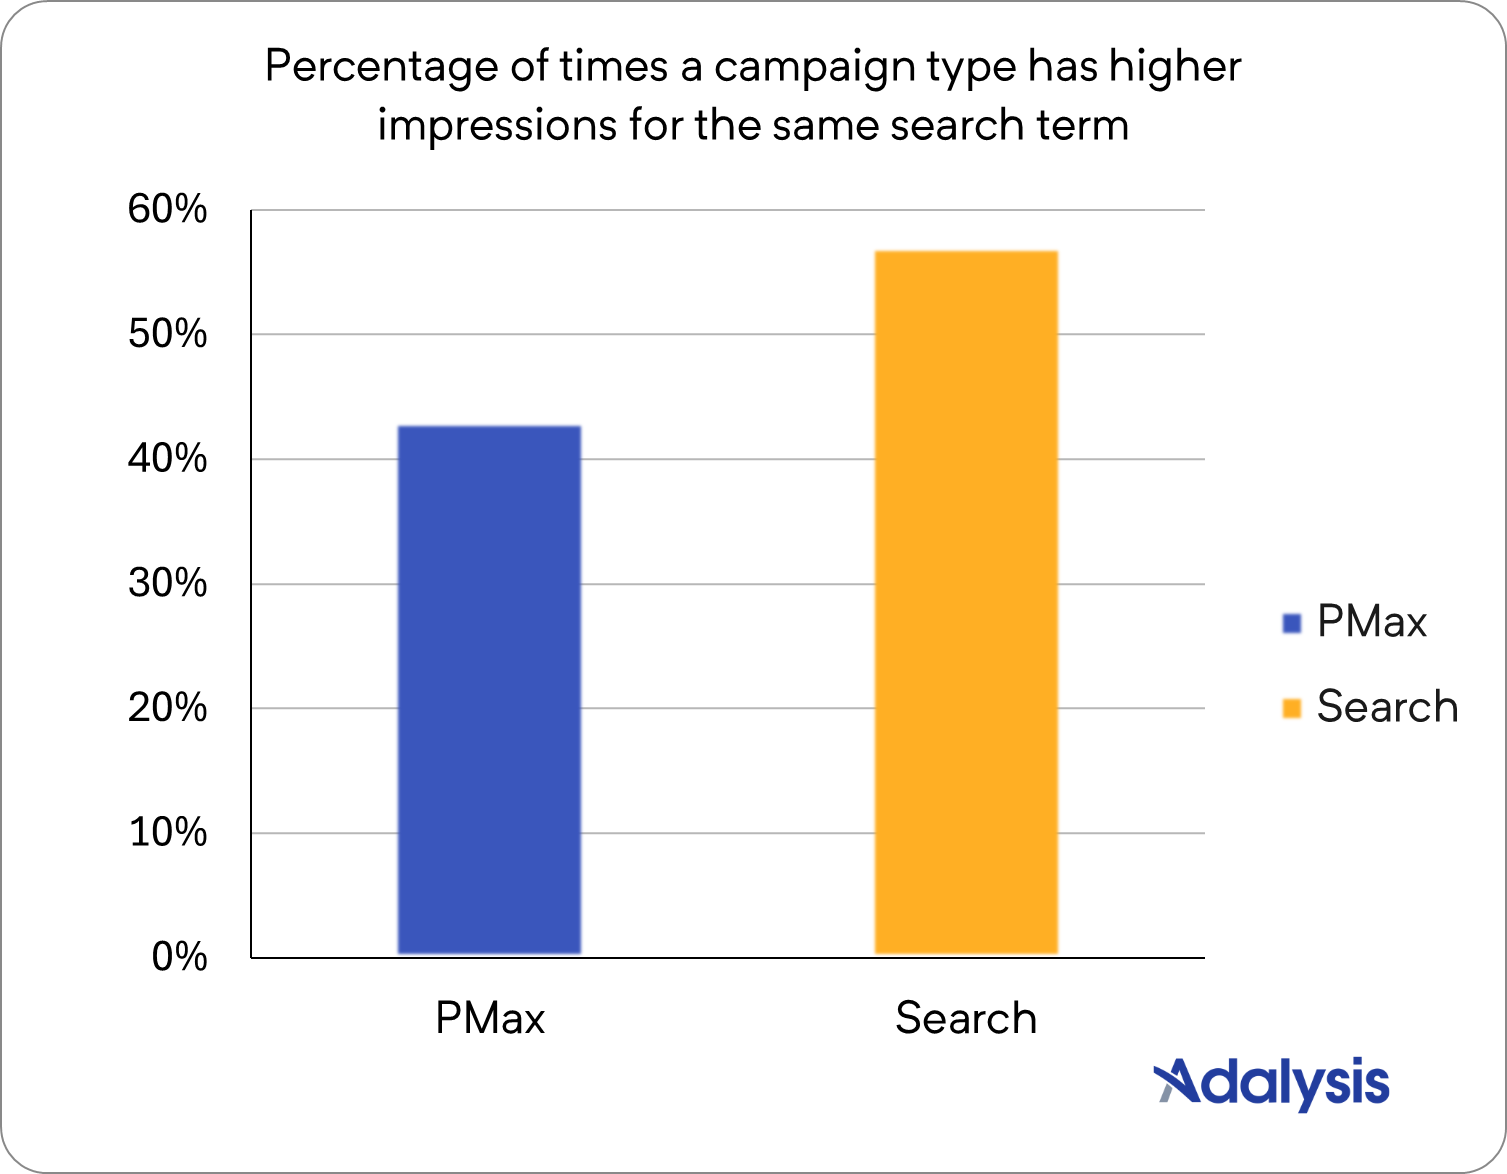 Percentage of times a campaign type has higher
impressions for the same search term
60%
50%
40%
30%
20%
10%
0%
PMax
Search
PMax
Search
Adalysis